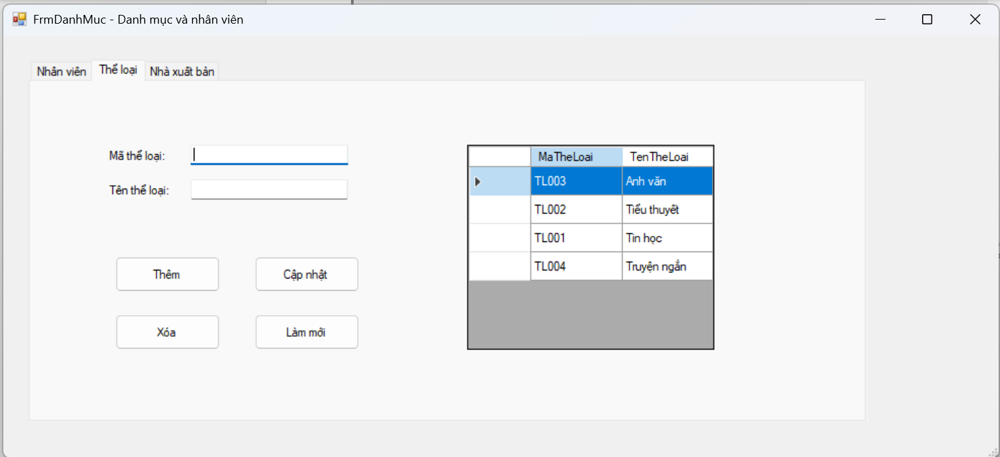 FrmDanhMuc - Danh mục và nhân viên
Nhân viên Thể loại Nhà xuất bản
Mã thể loại:
Tên thể loại:
Thêm Cập nhật
Xóa Làm mới
MaTheLoai TenTheLoai
TL003 Anh văn
TL002 Tiểu thuyết
TL001 Tin học
TL004 Truyện ngắn